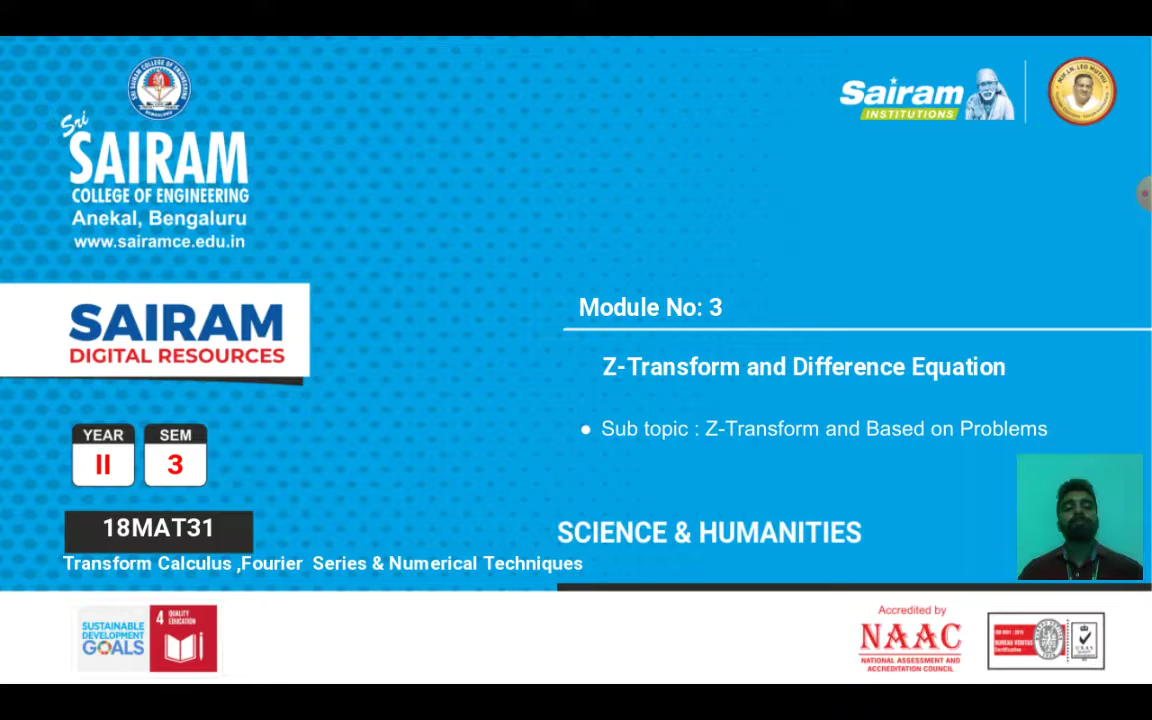 Sri
SAIRAM
COLLEGE OF ENGINEERING
Anekal, Bengaluru
www.sairamce.edu.in
Sairam
INSTITUTIONS
SAIRAM
DIGITAL RESOURCES
Module No: 3
Z-Transform and Difference Equation
● Sub topic : Z-Transform and Based on Problems
YEAR SEM
II 3
18MAT31
Transform Calculus ,Fourier Series & Numerical Techniques
SCIENCE & HUMANITIES
SUSTAINABLE
DEVELOPMENT
GOALS
4 QUALITY
EDUCATION
Accredited by
NAAC
NATIONAL ASSESSMENT AND
ACCREDITATION COUNCIL
BUREAU VERITAS
Certification